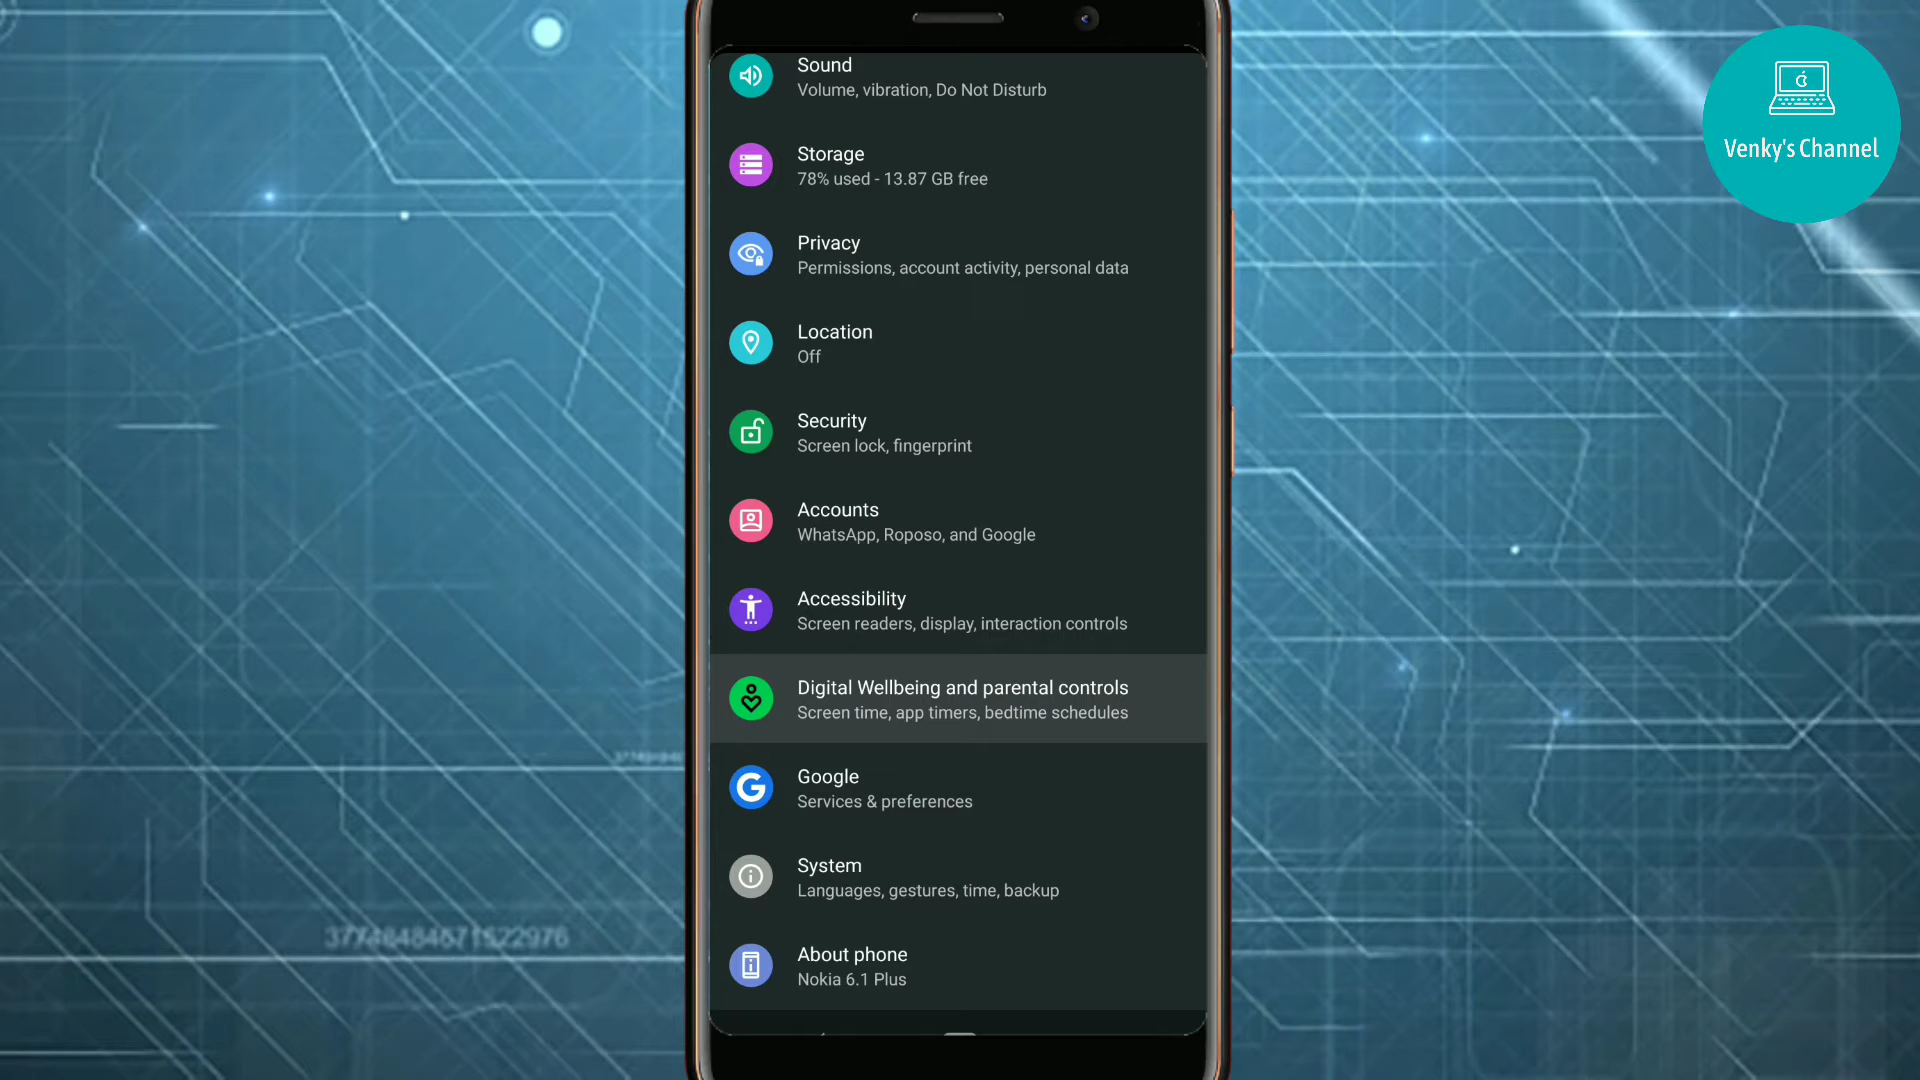 Sound
Volume, vibration, Do Not Disturb
Storage
78% used - 13.87 GB free
Privacy
Permissions, account activity, personal data
Location
Off
Security
Screen lock, fingerprint
Accounts
WhatsApp, Roposo, and Google
Accessibility
Screen readers, display, interaction controls
Digital Wellbeing and parental controls
Screen time, app timers, bedtime schedules
Google
Services & preferences
System
Languages, gestures, time, backup
About phone
Nokia 6.1 Plus
Venky's Channel